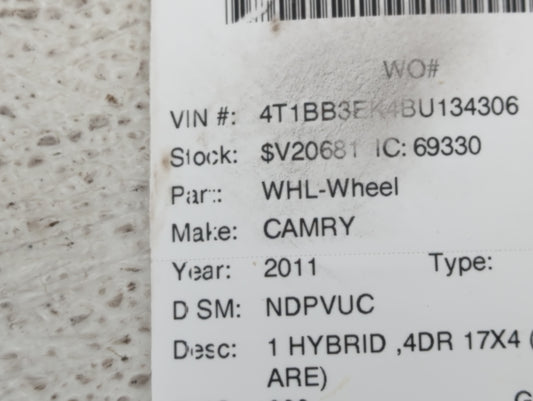 WO#
VIN #: 4T1BB3EK4BU134306
Stock: $V20681 IC: 69330
Part: WHL-Wheel
Make: CAMRY
Year: 2011 Type:
D SM: NDPVUC
Desc: 1 HYBRID ,4DR 17X4 (
ARE)